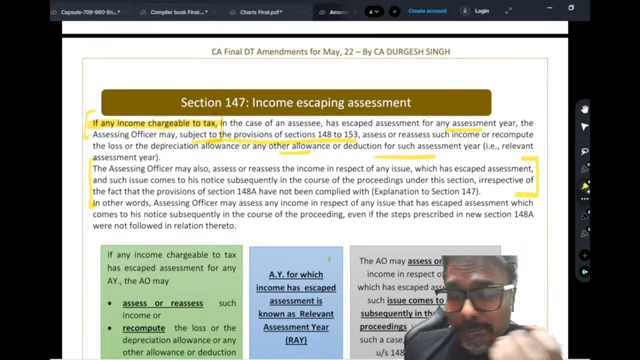 Capsule-709-980-En...
Compiler book Final...
Charts Final.pdf*
Amendm
4
Create account
Login
CA Final DT Amendments for May, 22 - By CA DURGESH SINGH
Section 147: Income escaping assessment
If any income chargeable to tax, in the case of an assessee, has escaped assessment for any assessment year, the
Assessing Officer may, subject to the provisions of sections 148 to 153, assess or reassess such income or recompute
the loss or the depreciation allowance or any other allowance or deduction for such assessment year (i.e., relevant
assessment year).
The Assessing Officer may also, assess or reassess the income in respect of any issue, which has escaped assessment,
and such issue comes to his notice subsequently in the course of the proceedings under this section, irrespective of
the fact that the provisions of section 148A have not been complied with (Explanation to Section 147).
In other words, Assessing Officer may assess any income in respect of any issue that has escaped assessment which
comes to his notice subsequently in the course of the proceeding, even if the steps prescribed in new section 148A
were not followed in relation thereto.
If any income chargeable to tax
has escaped assessment for any
AY., the AO may
• assess or reassess such
income or
• recompute the loss or the
depreciation allowance or any
other allowance or deduction
A.Y. for which
income has escaped
assessment is
known as Relevant
Assessment Year
(RAY)
The AO may assess or
income in respect of
which has escaped
such issue comes to
subsequently in the
proceedings u
such a case,
u/s 148